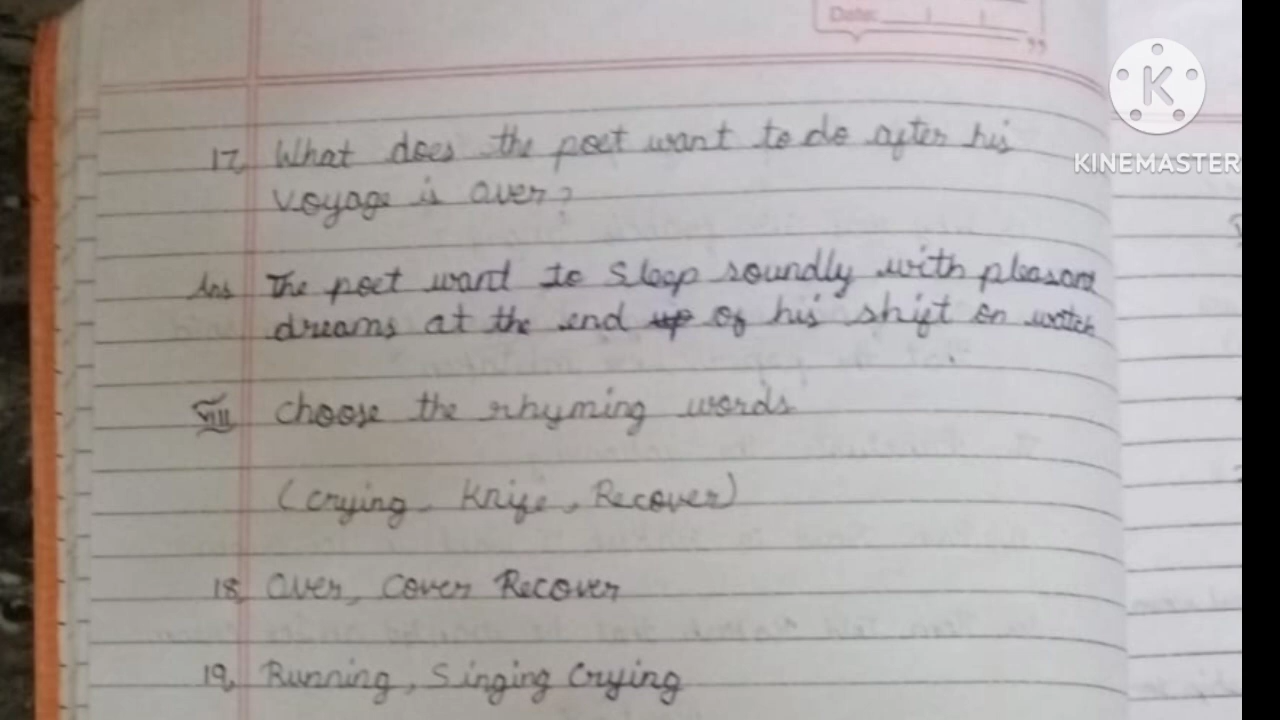 Date:
17. What does the poet want to do after his
voyage is over?
Ans The poet want to Sleep soundly with pleasant
dreams at the end up of his shift on watch
VIII Choose the rhyming words
(crying, Knife, Recover)
18. Over, Cover Recover
19. Running, Singing Crying
K
KINEMASTER